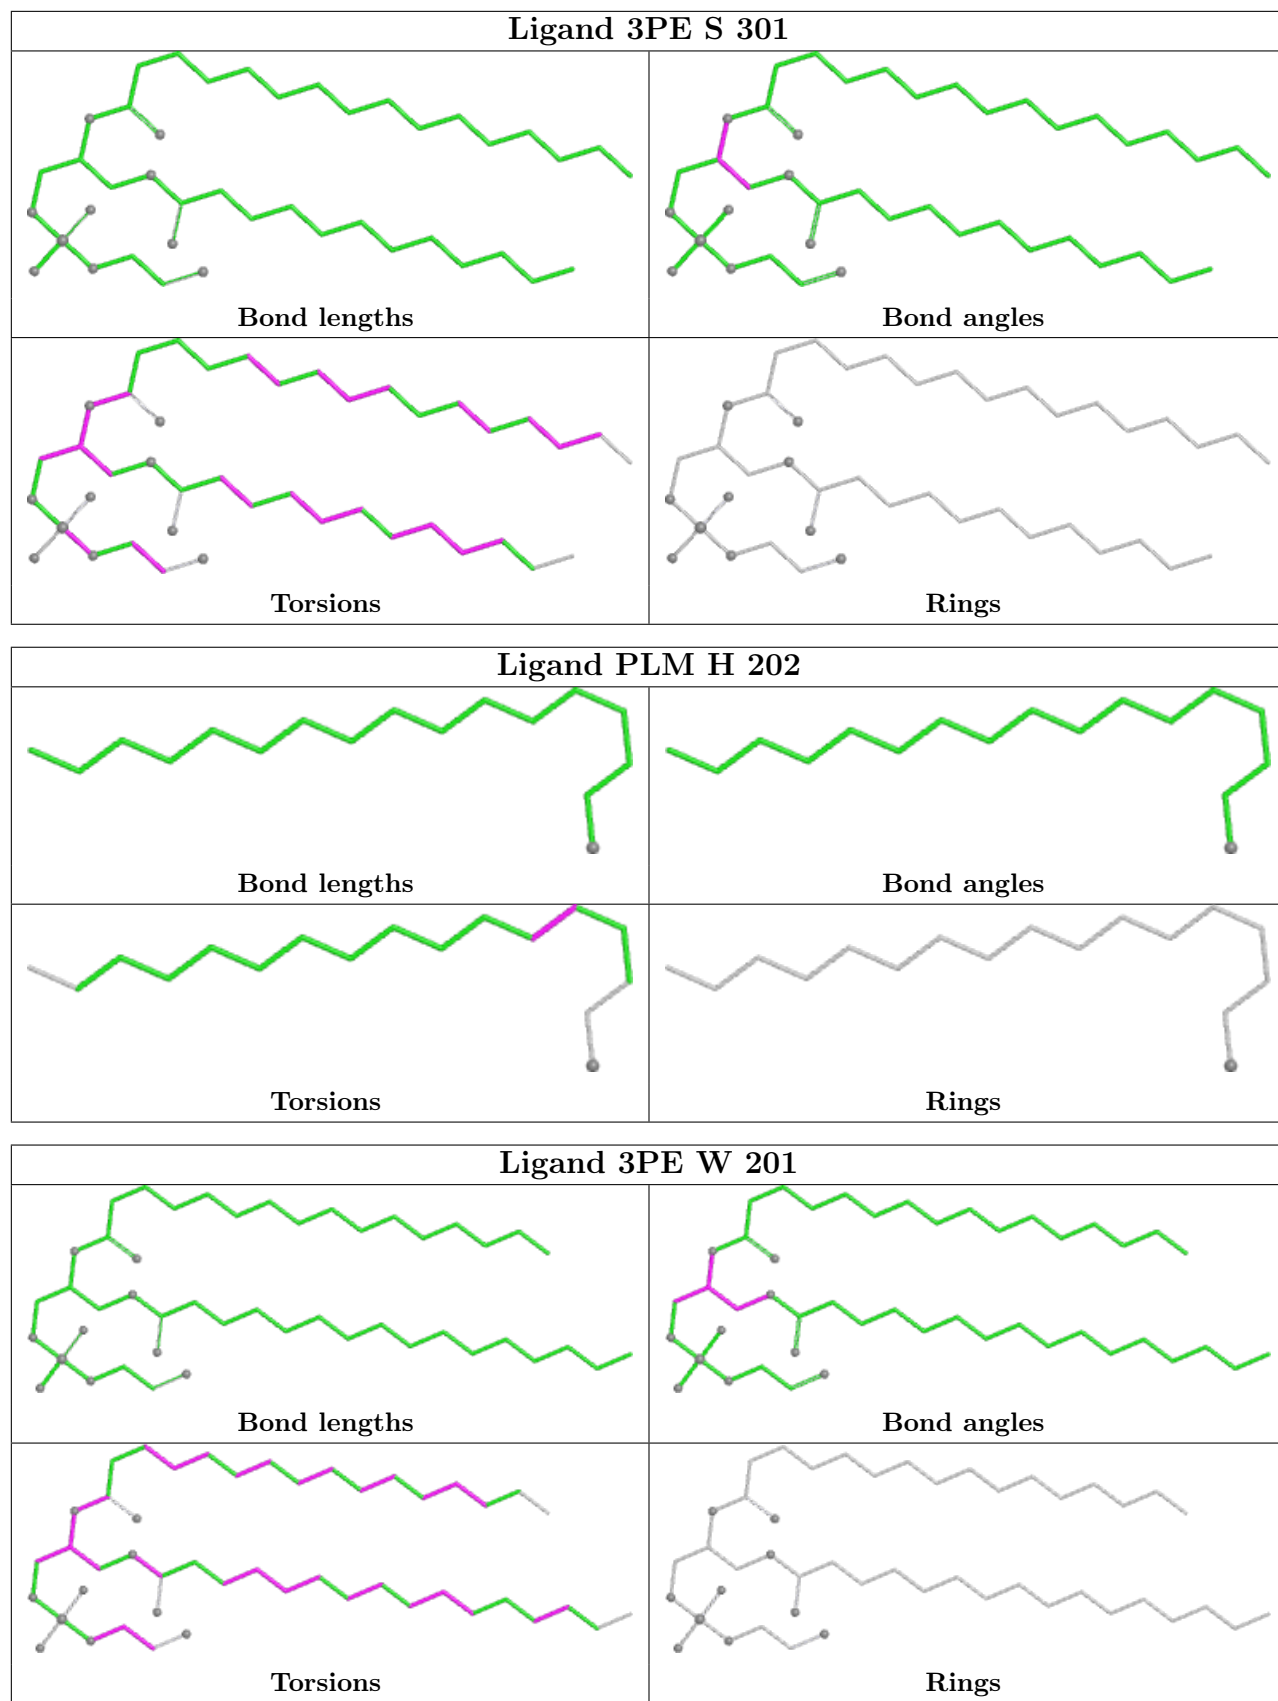 Ligand 3PE S 301
Bond lengths
Bond angles
Torsions
Rings
Ligand PLM H 202
Bond lengths
Bond angles
Torsions
Rings
Ligand 3PE W 201
Bond lengths
Bond angles
Torsions
Rings